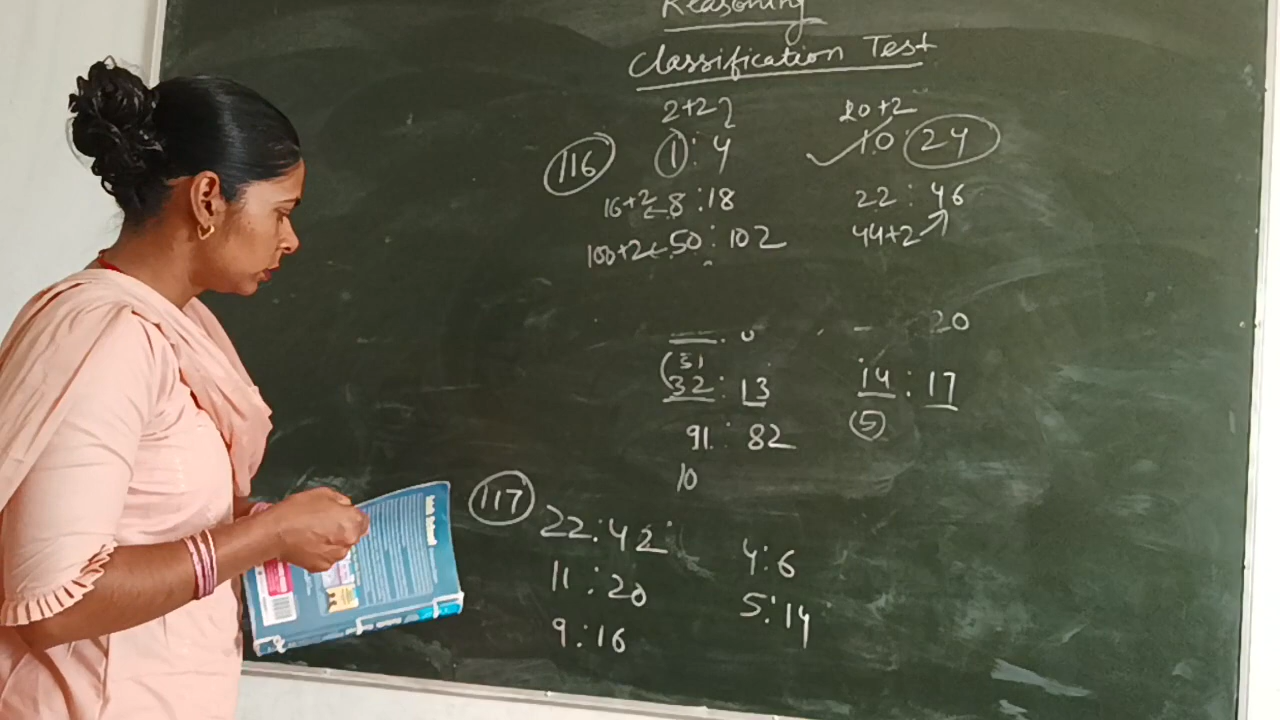 Reasoning
Classification Test
2+2 20+2
116 1 : 4 10 : 24
16+2 ← 8 : 18 22 : 46
100+2 ← 50 : 102 44+2
20
31
32 : 13 14 : 17
5
91 : 82
10
117
22 : 42 4 : 6
11 : 20 5 : 14
9 : 16